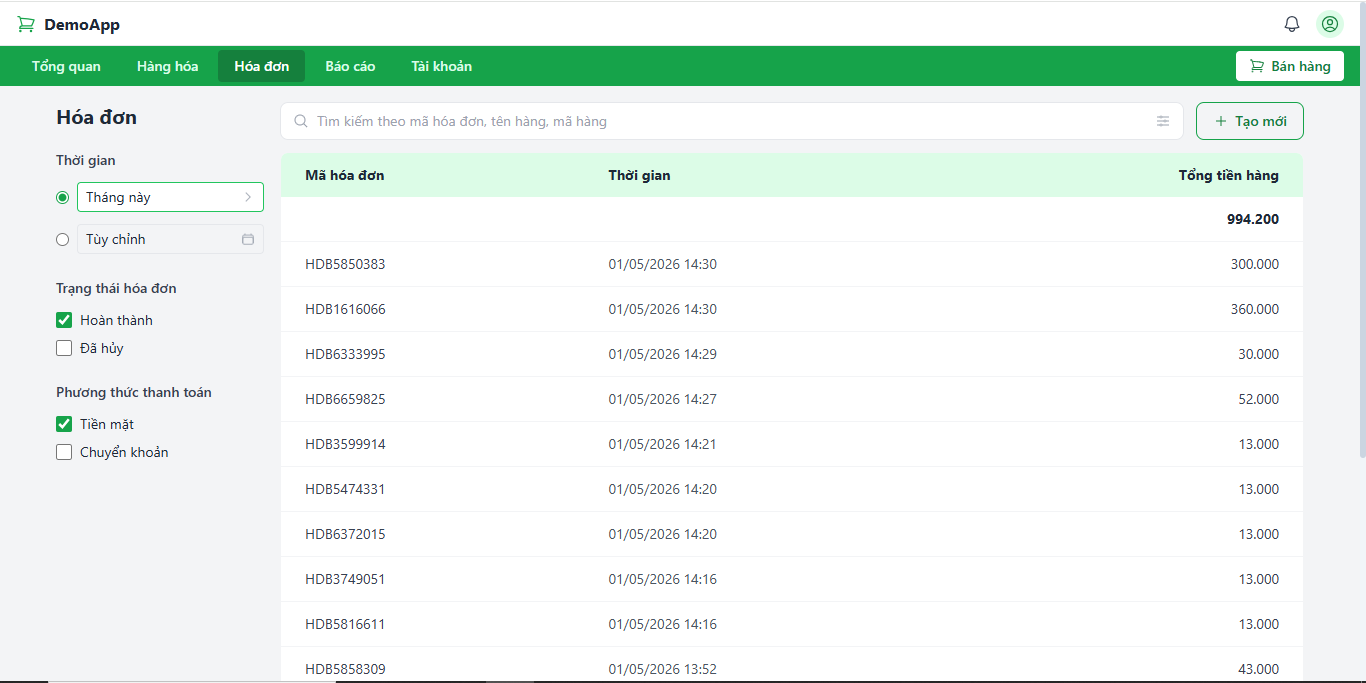 DemoApp
Tổng quan Hàng hóa Hóa đơn Báo cáo Tài khoản Bán hàng
Hóa đơn
Thời gian
Tháng này
Tùy chỉnh
Trạng thái hóa đơn
Hoàn thành
Đã hủy
Phương thức thanh toán
Tiền mặt
Chuyển khoản
Tìm kiếm theo mã hóa đơn, tên hàng, mã hàng
Tạo mới
Mã hóa đơn Thời gian Tổng tiền hàng
994.200
HDB5850383 01/05/2026 14:30 300.000
HDB1616066 01/05/2026 14:30 360.000
HDB6333995 01/05/2026 14:29 30.000
HDB6659825 01/05/2026 14:27 52.000
HDB3599914 01/05/2026 14:21 13.000
HDB5474331 01/05/2026 14:20 13.000
HDB6372015 01/05/2026 14:20 13.000
HDB3749051 01/05/2026 14:16 13.000
HDB5816611 01/05/2026 14:16 13.000
HDB5858309 01/05/2026 13:52 43.000